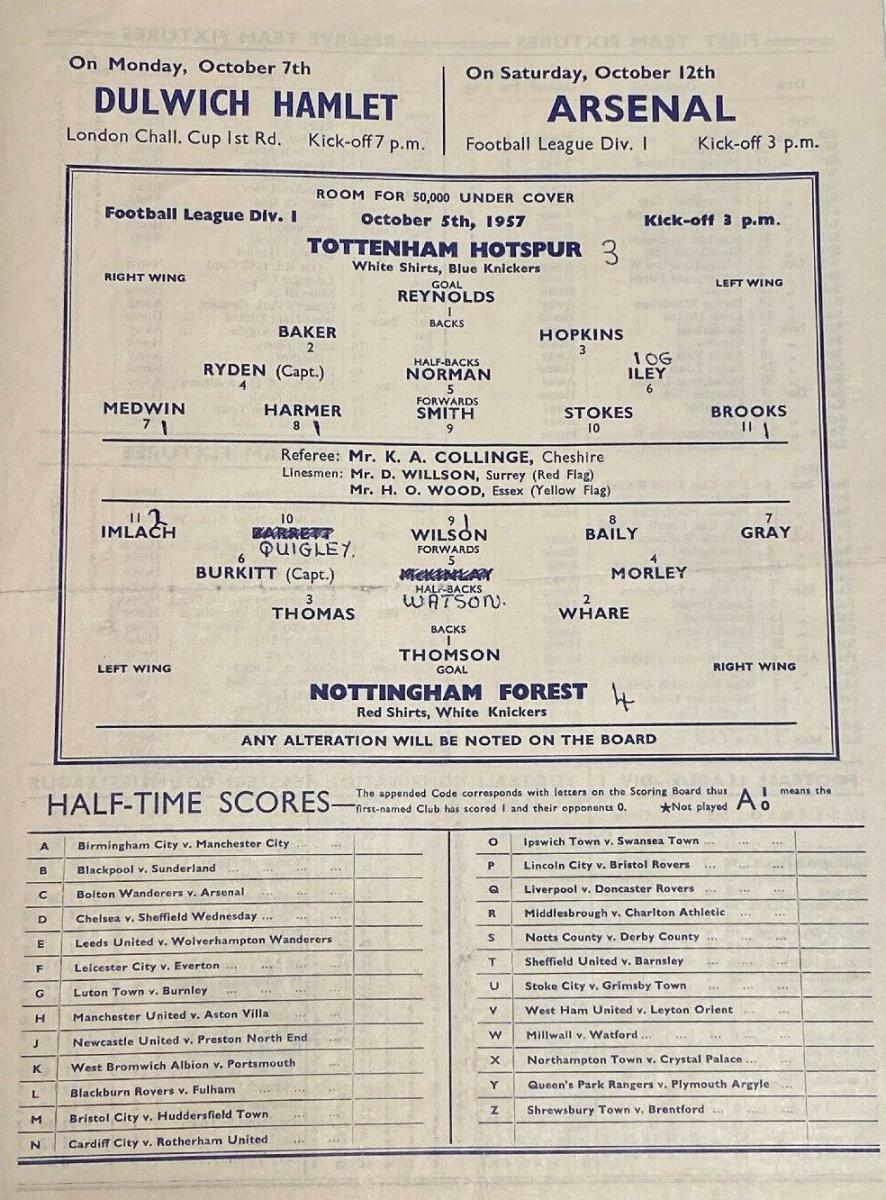 On Monday, October 7th
DULWICH HAMLET
London Chall. Cup 1st Rd. Kick-off 7 p.m.
On Saturday, October 12th
ARSENAL
Football League Div. 1 Kick-off 3 p.m.
ROOM FOR 50,000 UNDER COVER
Football League Div. 1 October 5th, 1957 Kick-off 3 p.m.
TOTTENHAM HOTSPUR 3
White Shirts, Blue Knickers
RIGHT WING GOAL LEFT WING
REYNOLDS
1
BACKS
BAKER HOPKINS
2 3
HALF-BACKS 1OG
RYDEN (Capt.) NORMAN ILEY
4 5 6
FORWARDS
MEDWIN HARMER SMITH STOKES BROOKS
7 1 8 1 9 10 11 1
Referee: Mr. K. A. COLLINGE, Cheshire
Linesmen: Mr. D. WILLSON, Surrey (Red Flag)
Mr. H. O. WOOD, Essex (Yellow Flag)
11 2 10 9 1 8 7
IMLACH BARRETT WILSON BAILY GRAY
QUIGLEY. FORWARDS
6 5 4
BURKITT (Capt.) McKINLAY MORLEY
HALF-BACKS
WATSON.
3 2
THOMAS WHARE
BACKS
1
THOMSON
LEFT WING GOAL RIGHT WING
NOTTINGHAM FOREST 4
Red Shirts, White Knickers
ANY ALTERATION WILL BE NOTED ON THE BOARD
HALF-TIME SCORES—
The appended Code corresponds with letters on the Scoring Board thus A 1 0 means the
first-named Club has scored 1 and their opponents 0. ★Not played
A Birmingham City v. Manchester City ... ...
B Blackpool v. Sunderland ... ... ...
C Bolton Wanderers v. Arsenal ... ... ...
D Chelsea v. Sheffield Wednesday ... ... ...
E Leeds United v. Wolverhampton Wanderers
F Leicester City v. Everton ... ... ... ...
G Luton Town v. Burnley ... ... ... ...
H Manchester United v. Aston Villa ... ...
J Newcastle United v. Preston North End ...
K West Bromwich Albion v. Portsmouth ...
L Blackburn Rovers v. Fulham ... ... ...
M Bristol City v. Huddersfield Town ... ...
N Cardiff City v. Rotherham United ... ...
O Ipswich Town v. Swansea Town ... ... ...
P Lincoln City v. Bristol Rovers ... ... ...
Q Liverpool v. Doncaster Rovers ... ... ...
R Middlesbrough v. Charlton Athletic ... ...
S Notts County v. Derby County ... ... ...
T Sheffield United v. Barnsley ... ... ...
U Stoke City v. Grimsby Town ... ... ...
V West Ham United v. Leyton Orient ... ...
W Millwall v. Watford ... ... ... ...
X Northampton Town v. Crystal Palace ... ...
Y Queen's Park Rangers v. Plymouth Argyle ...
Z Shrewsbury Town v. Brentford ... ... ...